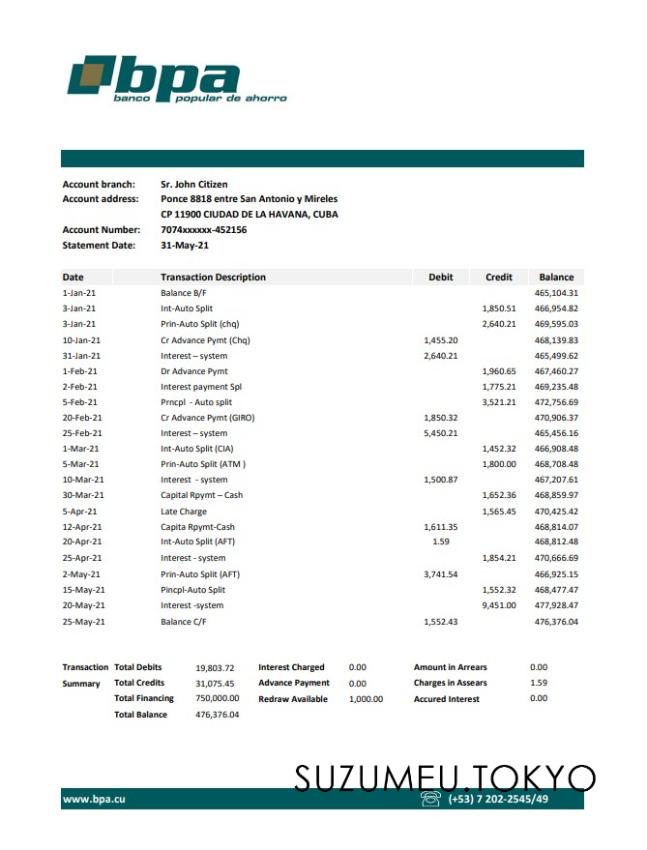 bpa
banco popular de ahorro
Account branch: Sr. John Citizen
Account address: Ponce 8818 entre San Antonio y Mireles
CP 11900 CIUDAD DE LA HAVANA, CUBA
Account Number: 7074xxxxxx-452156
Statement Date: 31-May-21
Date Transaction Description Debit Credit Balance
1-Jan-21 Balance B/F 465,104.31
3-Jan-21 Int-Auto Split 1,850.51 466,954.82
3-Jan-21 Prin-Auto Split (chq) 2,640.21 469,595.03
10-Jan-21 Cr Advance Pymt (Chq) 1,455.20 468,139.83
31-Jan-21 Interest – system 2,640.21 465,499.62
1-Feb-21 Dr Advance Pymt 1,960.65 467,460.27
2-Feb-21 Interest payment Spl 1,775.21 469,235.48
5-Feb-21 Prncpl - Auto split 3,521.21 472,756.69
20-Feb-21 Cr Advance Pymt (GIRO) 1,850.32 470,906.37
25-Feb-21 Interest – system 5,450.21 465,456.16
1-Mar-21 Int-Auto Split (CIA) 1,452.32 466,908.48
5-Mar-21 Prin-Auto Split (ATM ) 1,800.00 468,708.48
10-Mar-21 Interest - system 1,500.87 467,207.61
30-Mar-21 Capital Rpymt – Cash 1,652.36 468,859.97
5-Apr-21 Late Charge 1,565.45 470,425.42
12-Apr-21 Capita Rpymt-Cash 1,611.35 468,814.07
20-Apr-21 Int-Auto Split (AFT) 1.59 468,812.48
25-Apr-21 Interest - system 1,854.21 470,666.69
2-May-21 Prin-Auto Split (AFT) 3,741.54 466,925.15
15-May-21 Pincpl-Auto Split 1,552.32 468,477.47
20-May-21 Interest -system 9,451.00 477,928.47
25-May-21 Balance C/F 1,552.43 476,376.04
Transaction Total Debits 19,803.72 Interest Charged 0.00 Amount in Arrears 0.00
Summary Total Credits 31,075.45 Advance Payment 0.00 Charges in Assears 1.59
Total Financing 750,000.00 Redraw Available 1,000.00 Accured Interest 0.00
Total Balance 476,376.04
SUZUMEU.TOKYO
www.bpa.cu (+53) 7 202-2545/49